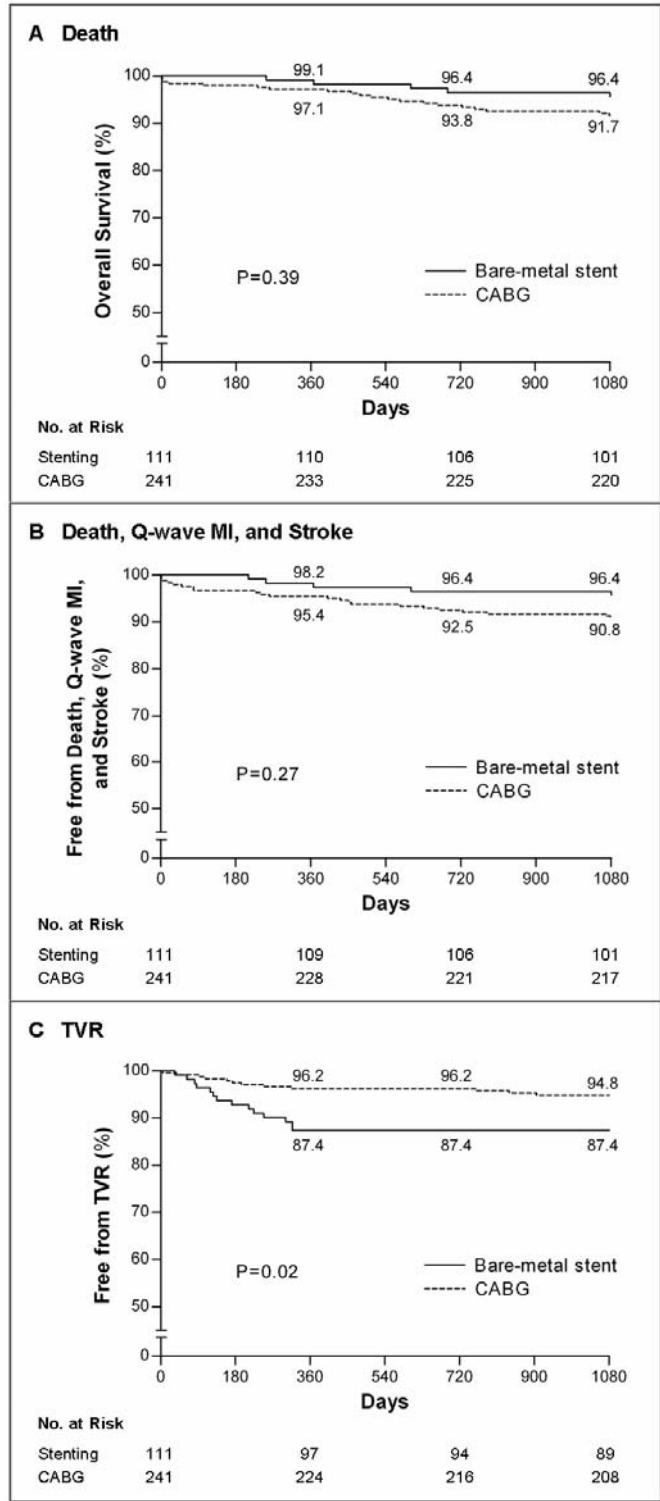 A Death
Overall Survival (%)
100
90
80
70
60
50
0
99.1
96.4
96.4
97.1
93.8
91.7
P=0.39
Bare-metal stent
CABG
0 180 360 540 720 900 1080
Days
No. at Risk
Stenting 111 110 106 101
CABG 241 233 225 220
B Death, Q-wave MI, and Stroke
Free from Death, Q-wave MI,
and Stroke (%)
100
90
80
70
60
50
0
98.2
96.4
96.4
95.4
92.5
90.8
P=0.27
Bare-metal stent
CABG
0 180 360 540 720 900 1080
Days
No. at Risk
Stenting 111 109 106 101
CABG 241 228 221 217
C TVR
Free from TVR (%)
100
90
80
70
60
50
0
96.2
96.2
94.8
87.4
87.4
87.4
P=0.02
Bare-metal stent
CABG
0 180 360 540 720 900 1080
Days
No. at Risk
Stenting 111 97 94 89
CABG 241 224 216 208